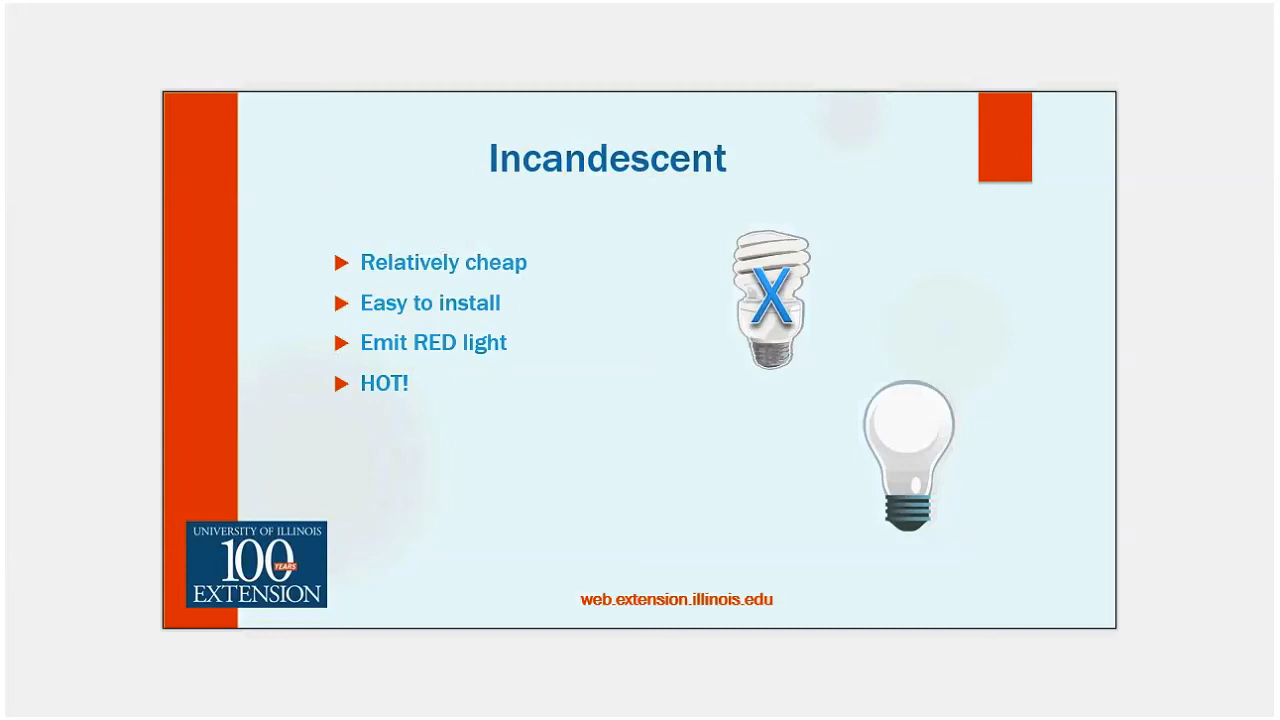 Incandescent
Relatively cheap
Easy to install
Emit RED light
HOT!
X
UNIVERSITY OF ILLINOIS
100 YEARS
EXTENSION
web.extension.illinois.edu